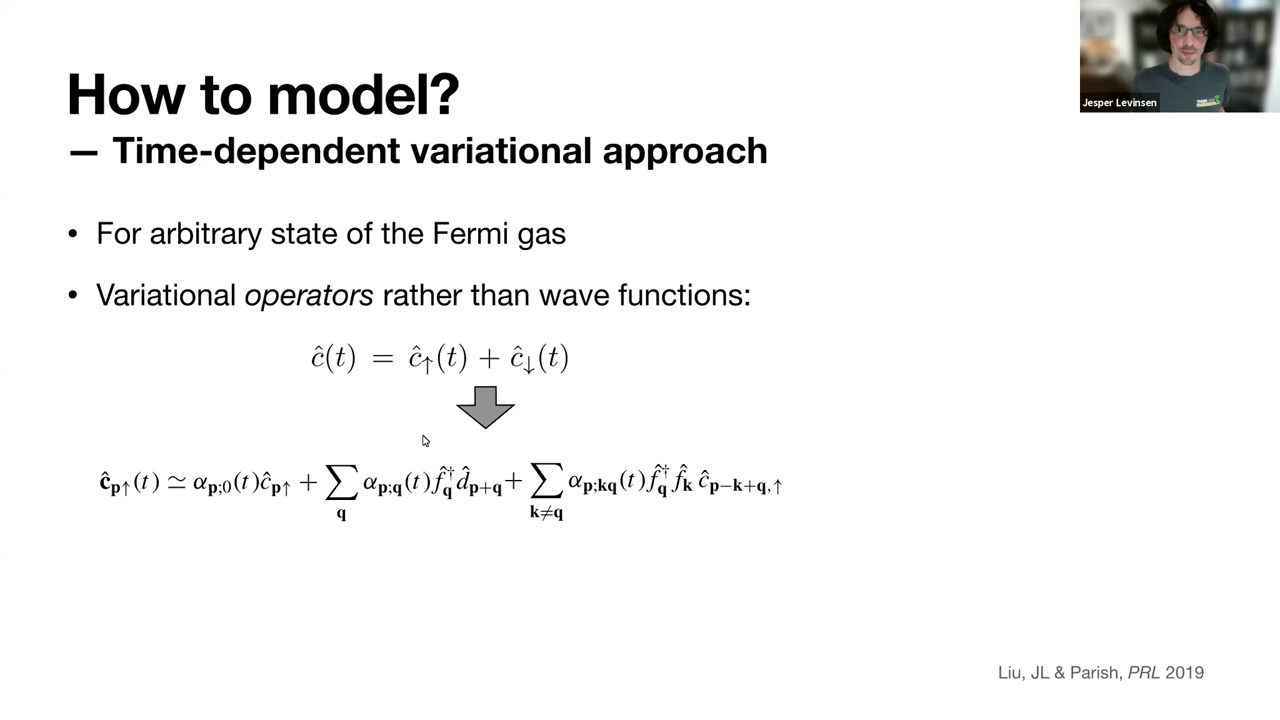 How to model?
— Time-dependent variational approach
• For arbitrary state of the Fermi gas
• Variational operators rather than wave functions:
ĉ(t) = ĉ↑(t) + ĉ↓(t)
ĉp↑(t) ≃ αp;0(t)ĉp↑ + ∑q αp;q(t)f̂†q d̂p+q + ∑k≠q αp;kq(t)f̂†q f̂k ĉp−k+q,↑
Liu, JL & Parish, PRL 2019
Jesper Levinsen